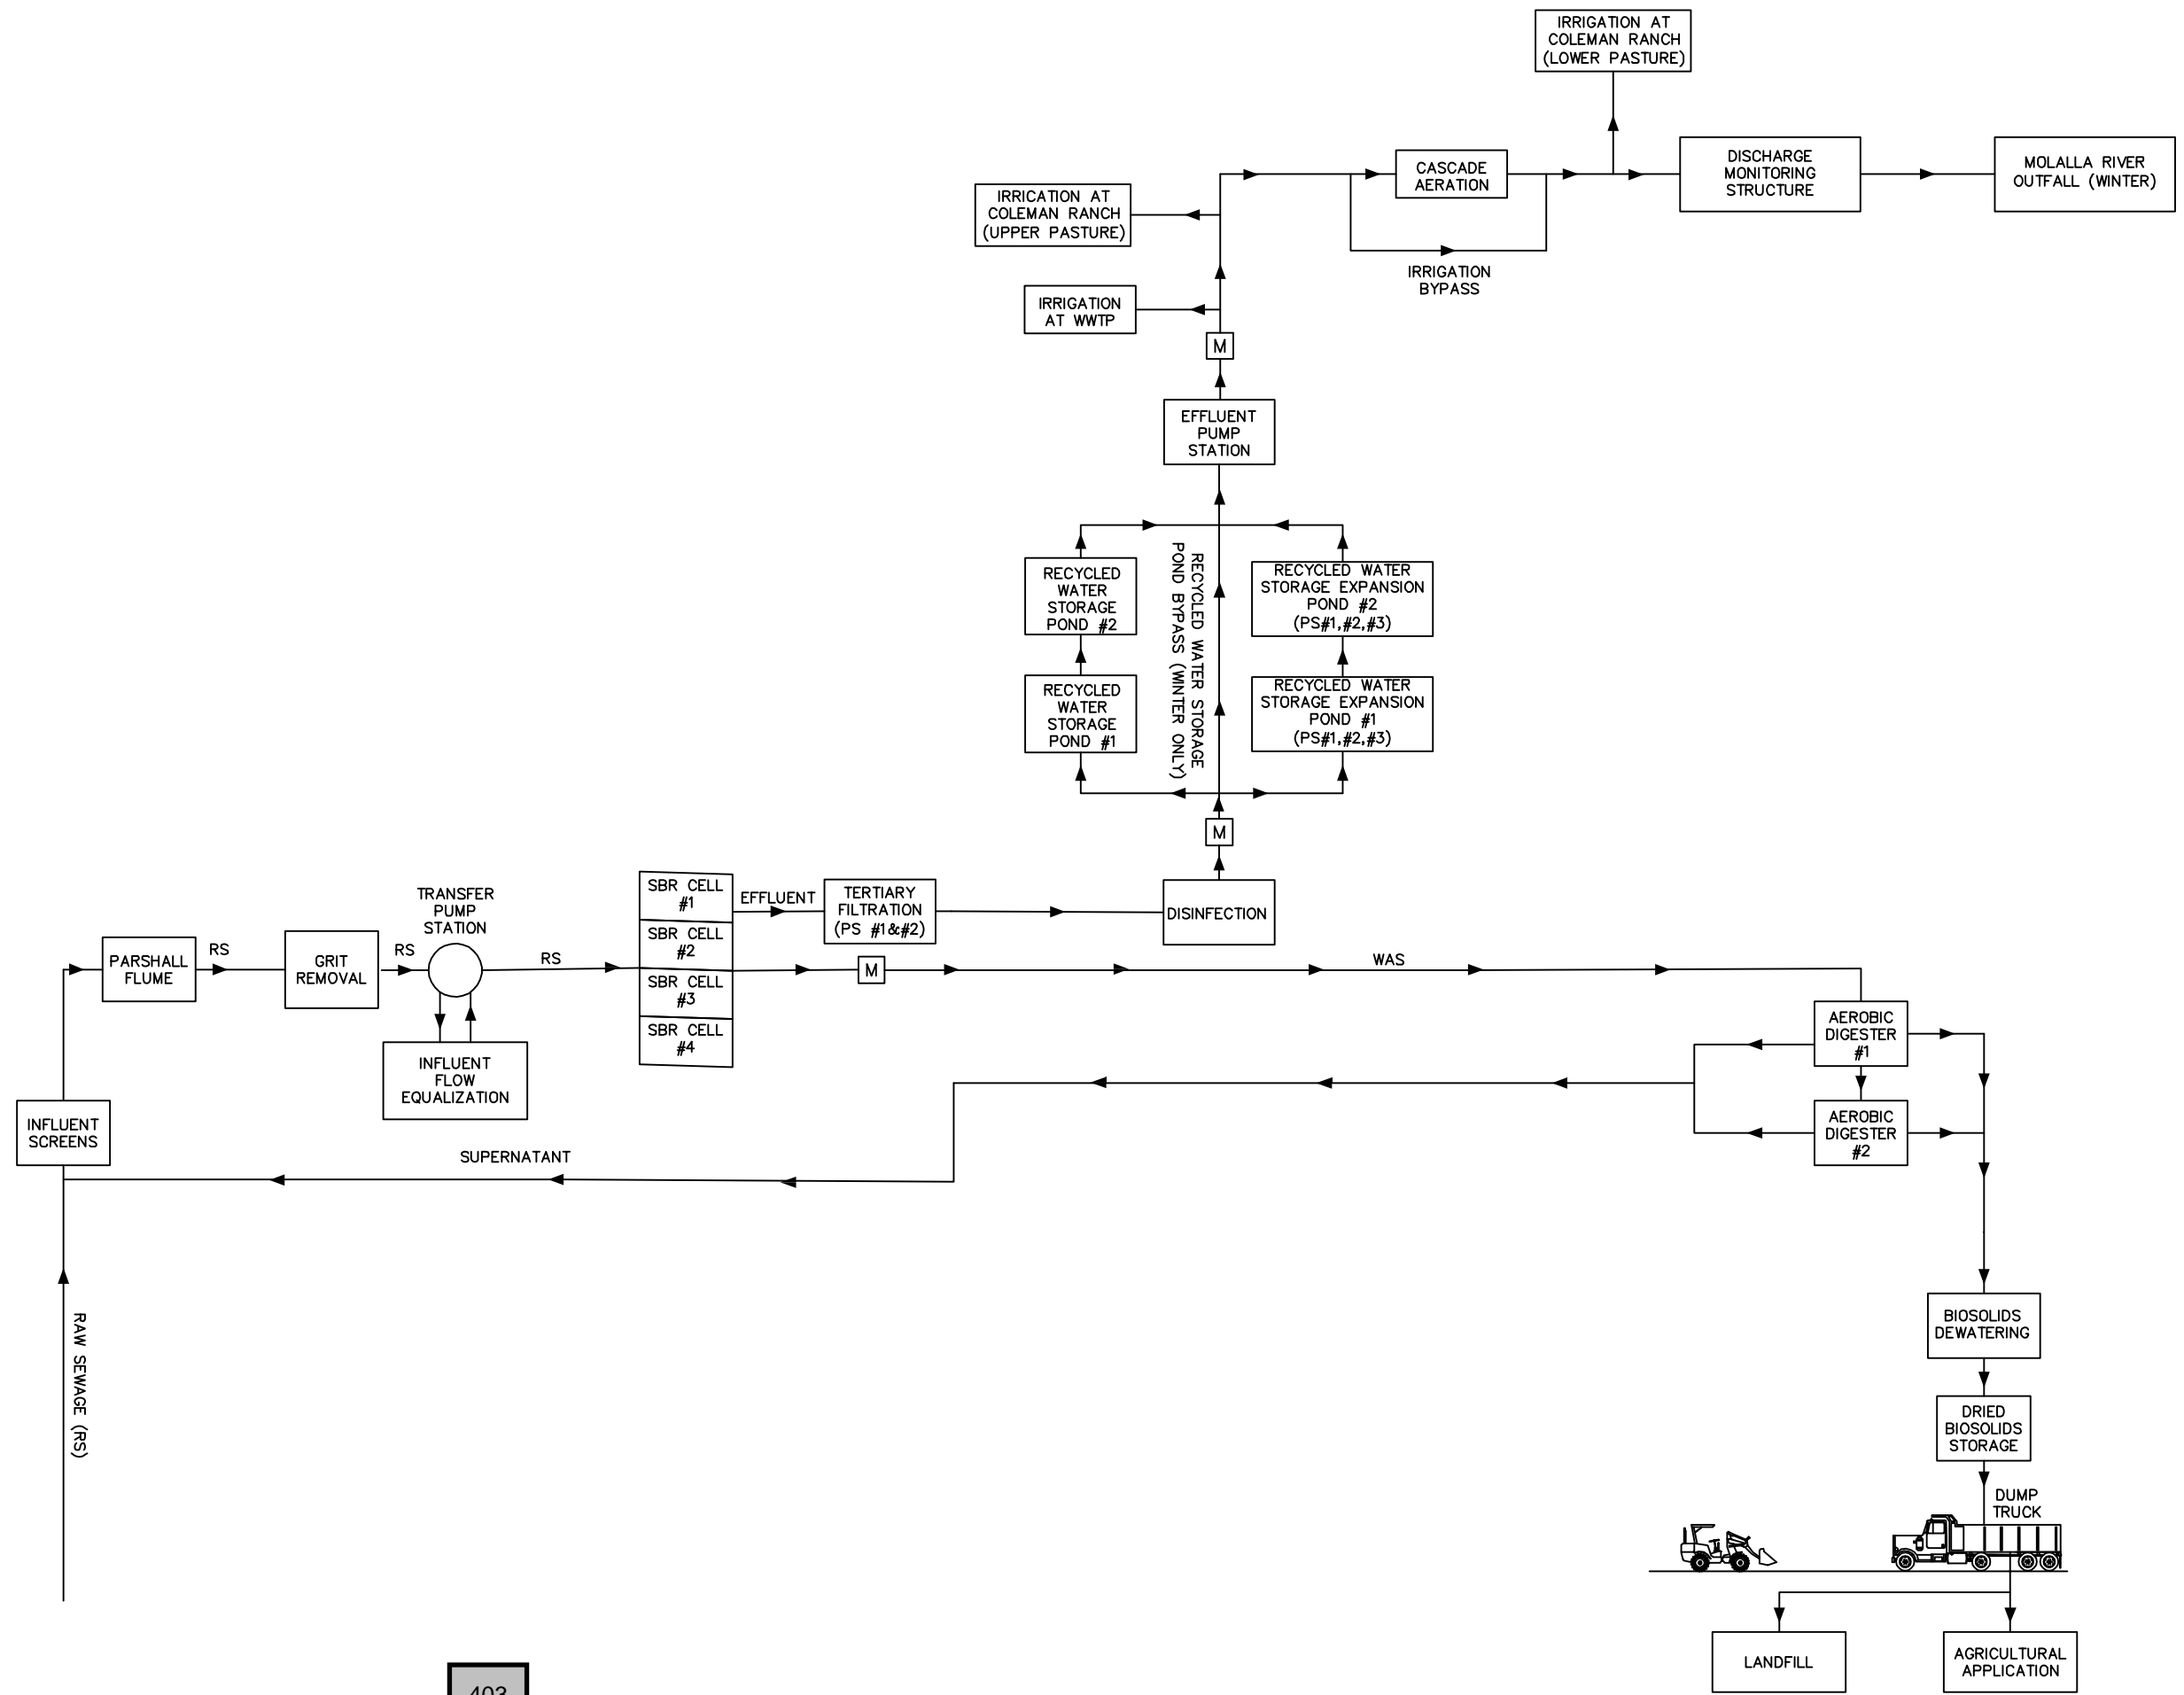 IRRIGATION AT
COLEMAN RANCH
(LOWER PASTURE)
CASCADE
AERATION
DISCHARGE
MONITORING
STRUCTURE
MOLALLA RIVER
OUTFALL (WINTER)
IRRICATION AT
COLEMAN RANCH
(UPPER PASTURE)
IRRIGATION
BYPASS
IRRIGATION
AT WWTP
M
EFFLUENT
PUMP
STATION
RECYCLED
WATER
STORAGE
POND #2
RECYCLED WATER STORAGE
POND BYPASS (WINTER ONLY)
RECYCLED WATER
STORAGE EXPANSION
POND #2
(PS#1,#2,#3)
RECYCLED
WATER
STORAGE
POND #1
RECYCLED WATER
STORAGE EXPANSION
POND #1
(PS#1,#2,#3)
M
TRANSFER
PUMP
STATION
SBR CELL
#1
EFFLUENT
TERTIARY
FILTRATION
(PS #1&#2)
DISINFECTION
PARSHALL
FLUME
RS
GRIT
REMOVAL
RS
RS
SBR CELL
#2
M
WAS
SBR CELL
#3
SBR CELL
#4
AEROBIC
DIGESTER
#1
INFLUENT
FLOW
EQUALIZATION
INFLUENT
SCREENS
AEROBIC
DIGESTER
#2
SUPERNATANT
RAW SEWAGE (RS)
BIOSOLIDS
DEWATERING
DRIED
BIOSOLIDS
STORAGE
DUMP
TRUCK
LANDFILL
AGRICULTURAL
APPLICATION
403